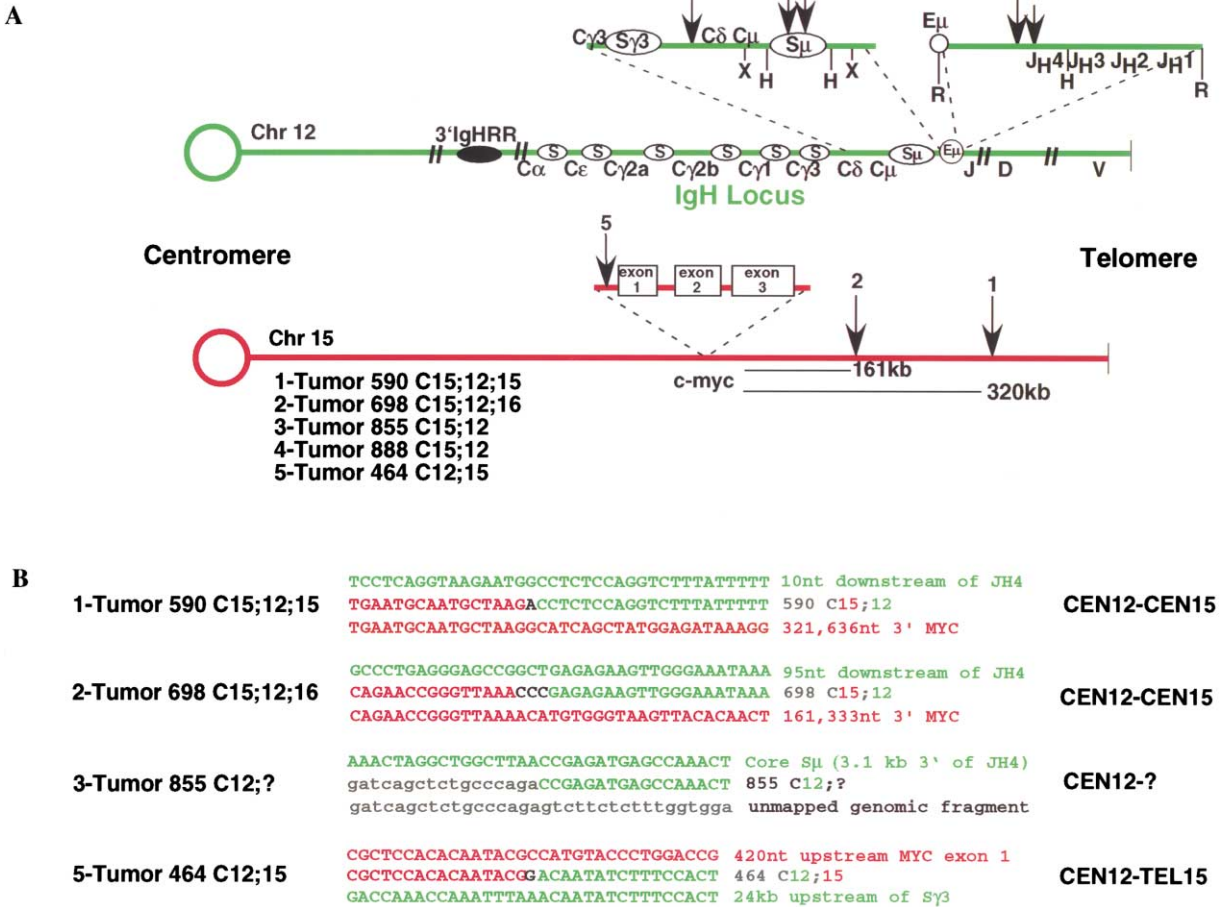 A
Cγ3 Sγ3 Cδ Cμ Sμ
X H H X
Eμ
R
JH4 JH3 JH2 JH1
H
R
Chr 12
3'IgHRR
S S S S S S Sμ Eμ
Cα Cε Cγ2a Cγ2b Cγ1 Cγ3 Cδ Cμ J D V
IgH Locus
Centromere
Telomere
5
exon 1
exon 2
exon 3
2
1
Chr 15
c-myc
161kb
320kb
1-Tumor 590 C15;12;15
2-Tumor 698 C15;12;16
3-Tumor 855 C15;12
4-Tumor 888 C15;12
5-Tumor 464 C12;15
B
TCCTCAGGTAAGAATGGCCTCTCCAGGTCTTTATTTTT 10nt downstream of JH4
1-Tumor 590 C15;12;15 TGAATGCAATGCTAAGACCTCTCCAGGTCTTTATTTTT 590 C15;12 CEN12-CEN15
TGAATGCAATGCTAAGGCATCAGCTATGGAGATAAAGG 321,636nt 3' MYC
GCCCTGAGGGAGCCGGCTGAGAGAAGTTGGGAAATAAA 95nt downstream of JH4
2-Tumor 698 C15;12;16 CAGAACCGGGTTAAACCCGAGAGAAGTTGGGAAATAAA 698 C15;12 CEN12-CEN15
CAGAACCGGGTTAAAACATGTGGGTAAGTTACACAACT 161,333nt 3' MYC
AAACTAGGCTGGCTTAACCGAGATGAGCCAAACT Core Sμ (3.1 kb 3' of JH4)
3-Tumor 855 C12;? gatcagctctgcccagaCCGAGATGAGCCAAACT 855 C12;? CEN12-?
gatcagctctgcccagagtcttctctttggtgga unmapped genomic fragment
CGCTCCACACAATACGCCATGTACCCTGGACCG 420nt upstream MYC exon 1
5-Tumor 464 C12;15 CGCTCCACACAATACGGACAATATCTTTCCACT 464 C12;15 CEN12-TEL15
GACCAAACCAAATTTAAACAATATCTTTCCACT 24kb upstream of Sγ3